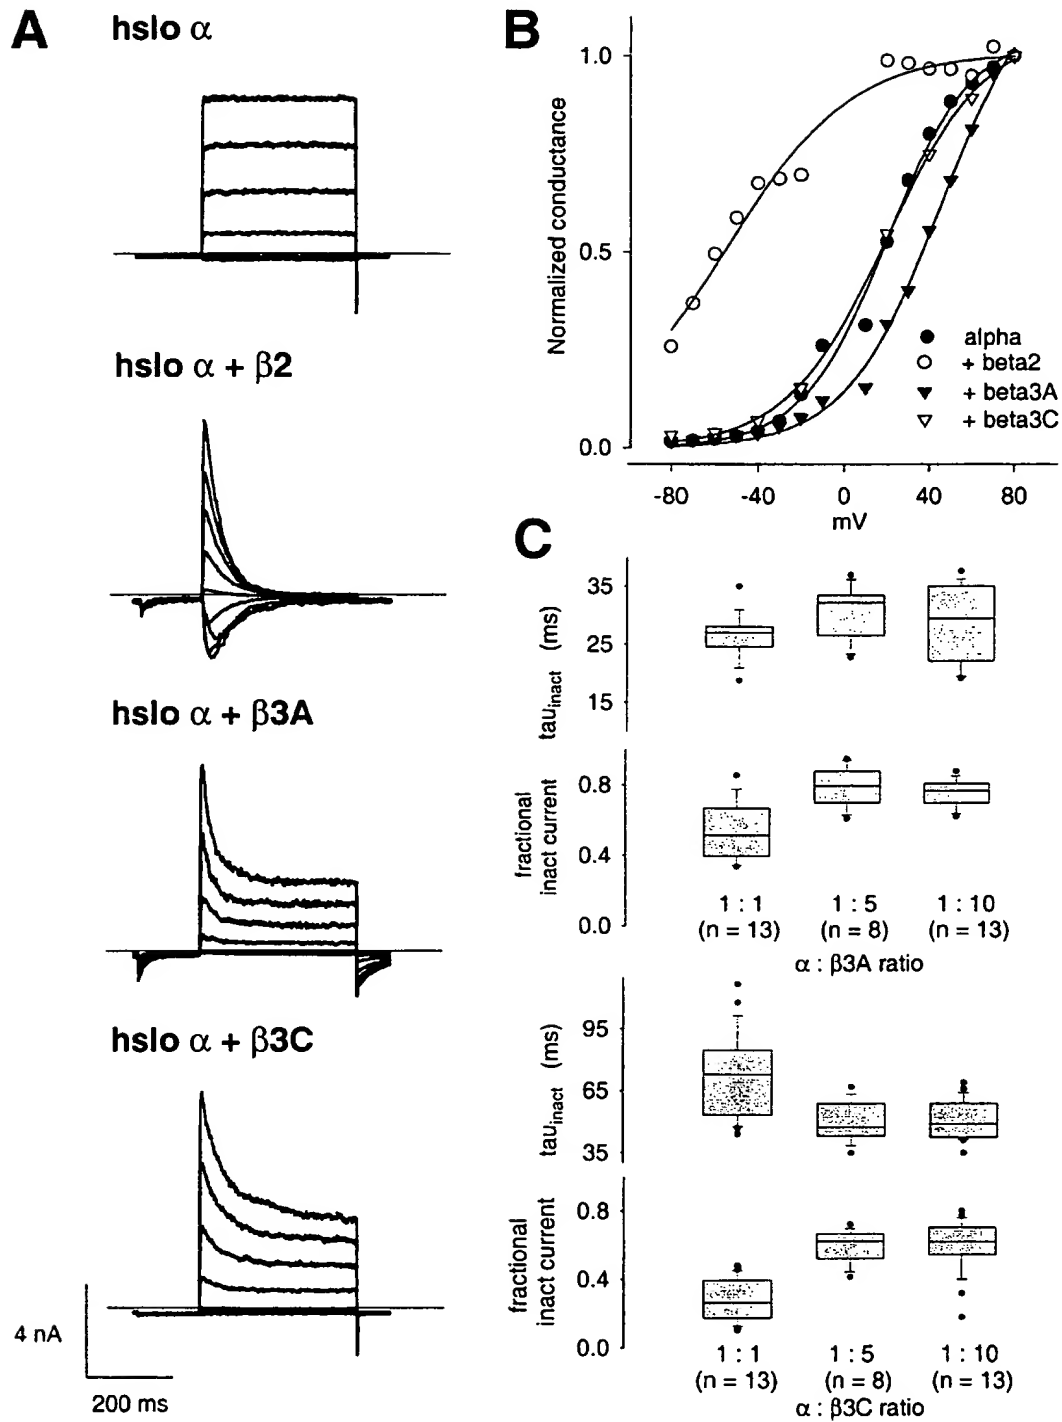 A
hslo α
hslo α + β2
hslo α + β3A
hslo α + β3C
4 nA
200 ms
B
Normalized conductance
1.0
0.5
0.0
-80 -40 0 40 80
mV
alpha
+ beta2
+ beta3A
+ beta3C
C
tauinact (ms)
35
25
15
fractional
inact current
0.8
0.4
0.0
1 : 1 1 : 5 1 : 10
(n = 13) (n = 8) (n = 13)
α : β3A ratio
tauinact (ms)
95
65
35
fractional
inact current
0.8
0.4
0.0
1 : 1 1 : 5 1 : 10
(n = 13) (n = 8) (n = 13)
α : β3C ratio